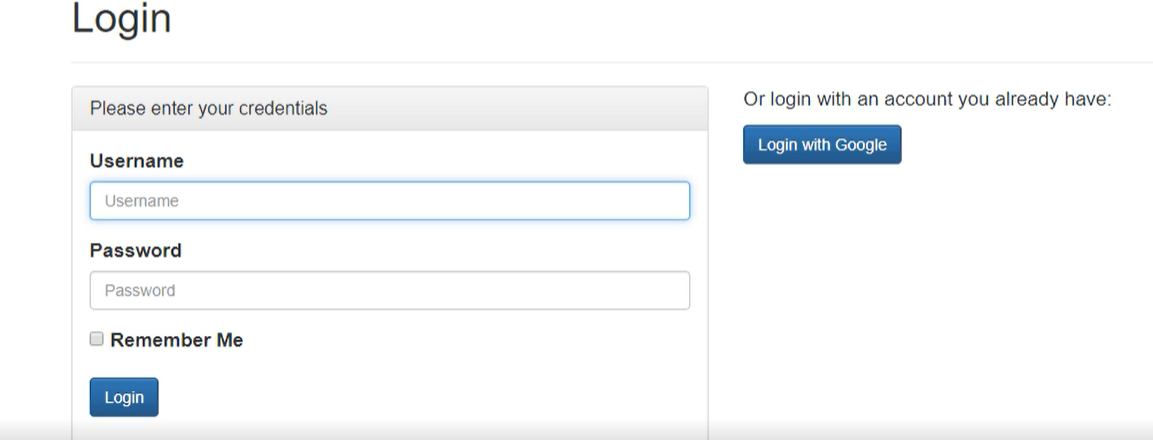 Login
Please enter your credentials
Username
Username
Password
Password
Remember Me
Login
Or login with an account you already have:
Login with Google